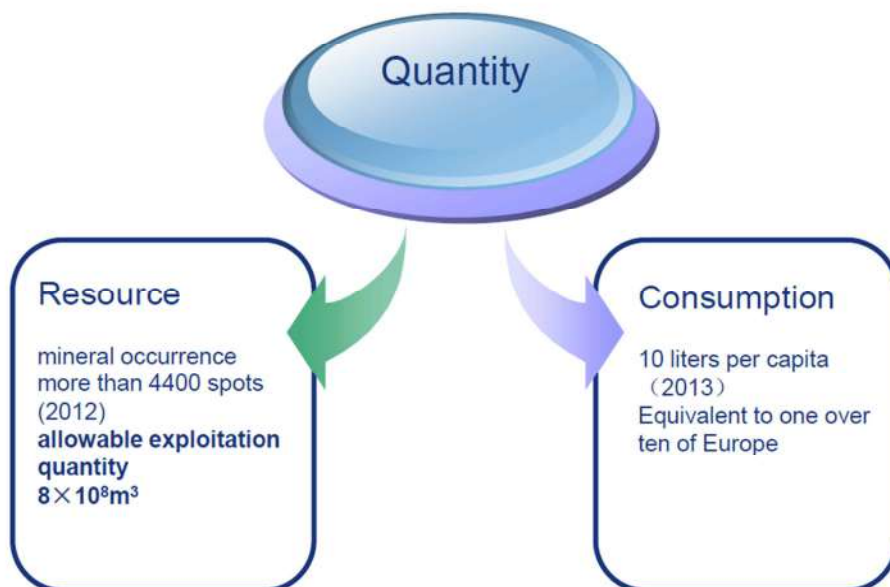 Quantity
Resource
mineral occurrence
more than 4400 spots
(2012)
allowable exploitation
quantity
8×10⁸m³
Consumption
10 liters per capita
（2013）
Equivalent to one over
ten of Europe